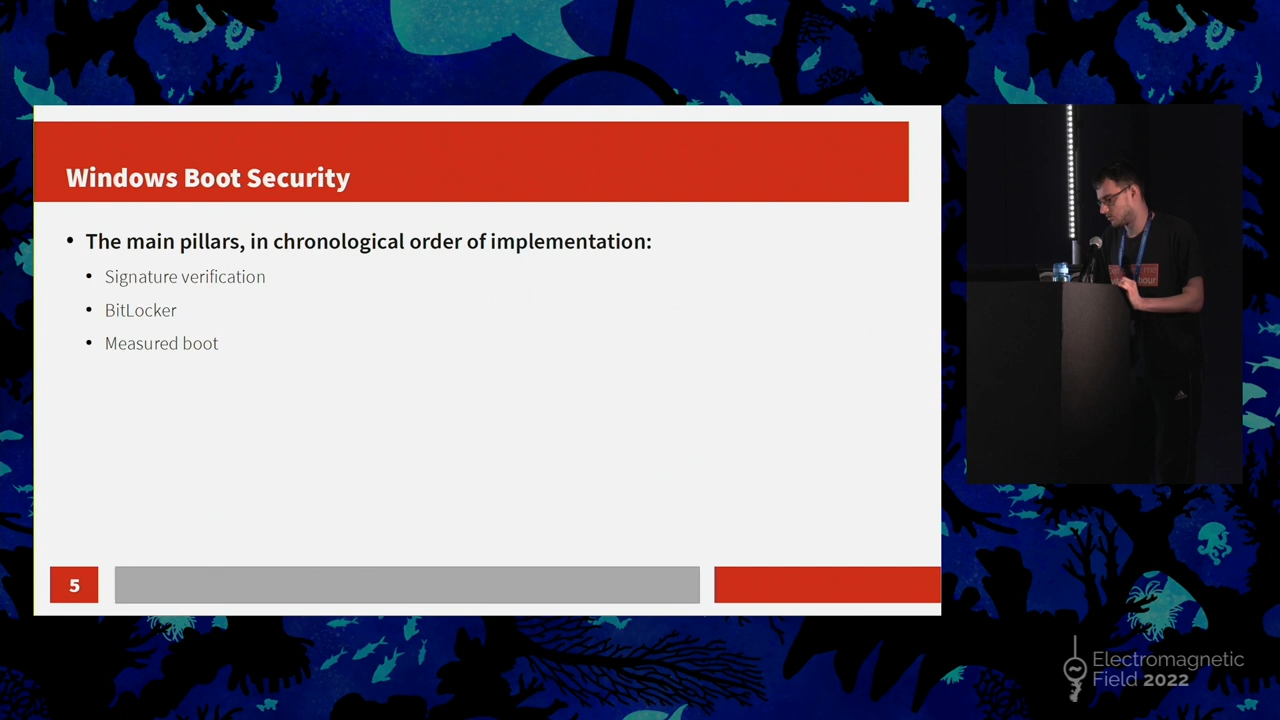 Windows Boot Security
The main pillars, in chronological order of implementation:
Signature verification
BitLocker
Measured boot
5
Electromagnetic
Field 2022